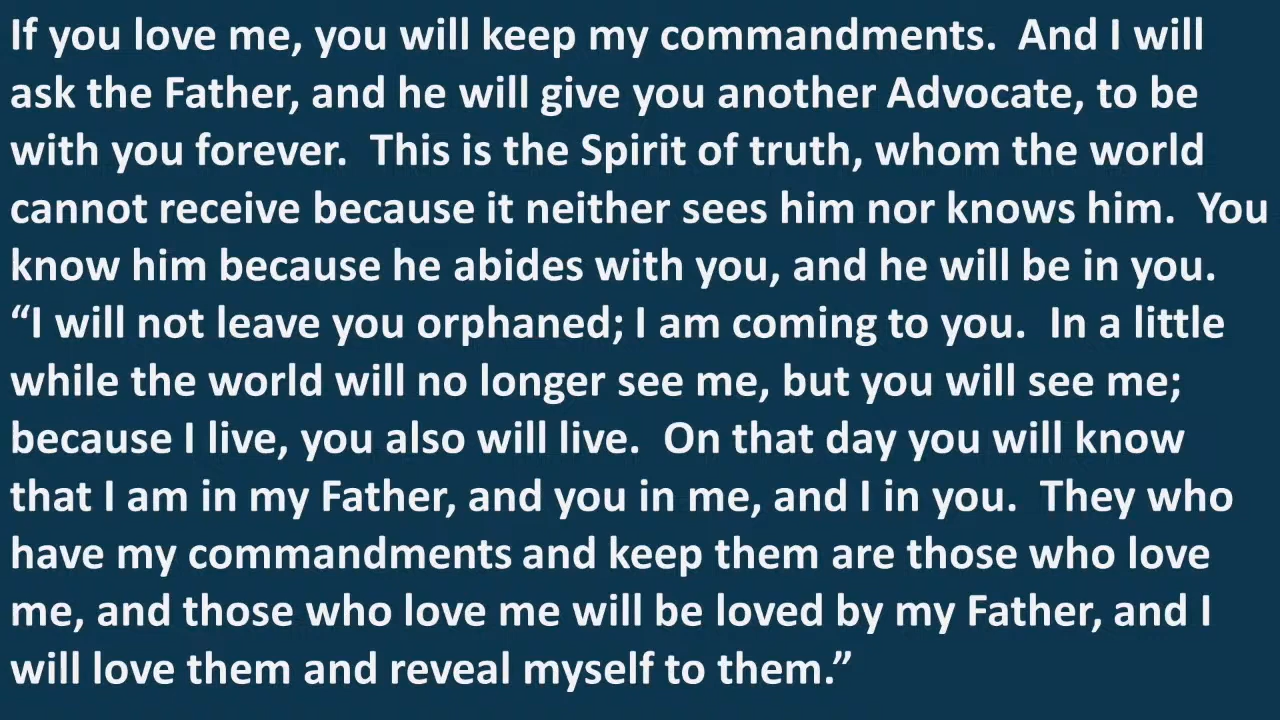 If you love me, you will keep my commandments.  And I will
ask the Father, and he will give you another Advocate, to be
with you forever.  This is the Spirit of truth, whom the world
cannot receive because it neither sees him nor knows him.  You
know him because he abides with you, and he will be in you.
“I will not leave you orphaned; I am coming to you.  In a little
while the world will no longer see me, but you will see me;
because I live, you also will live.  On that day you will know
that I am in my Father, and you in me, and I in you.  They who
have my commandments and keep them are those who love
me, and those who love me will be loved by my Father, and I
will love them and reveal myself to them.”